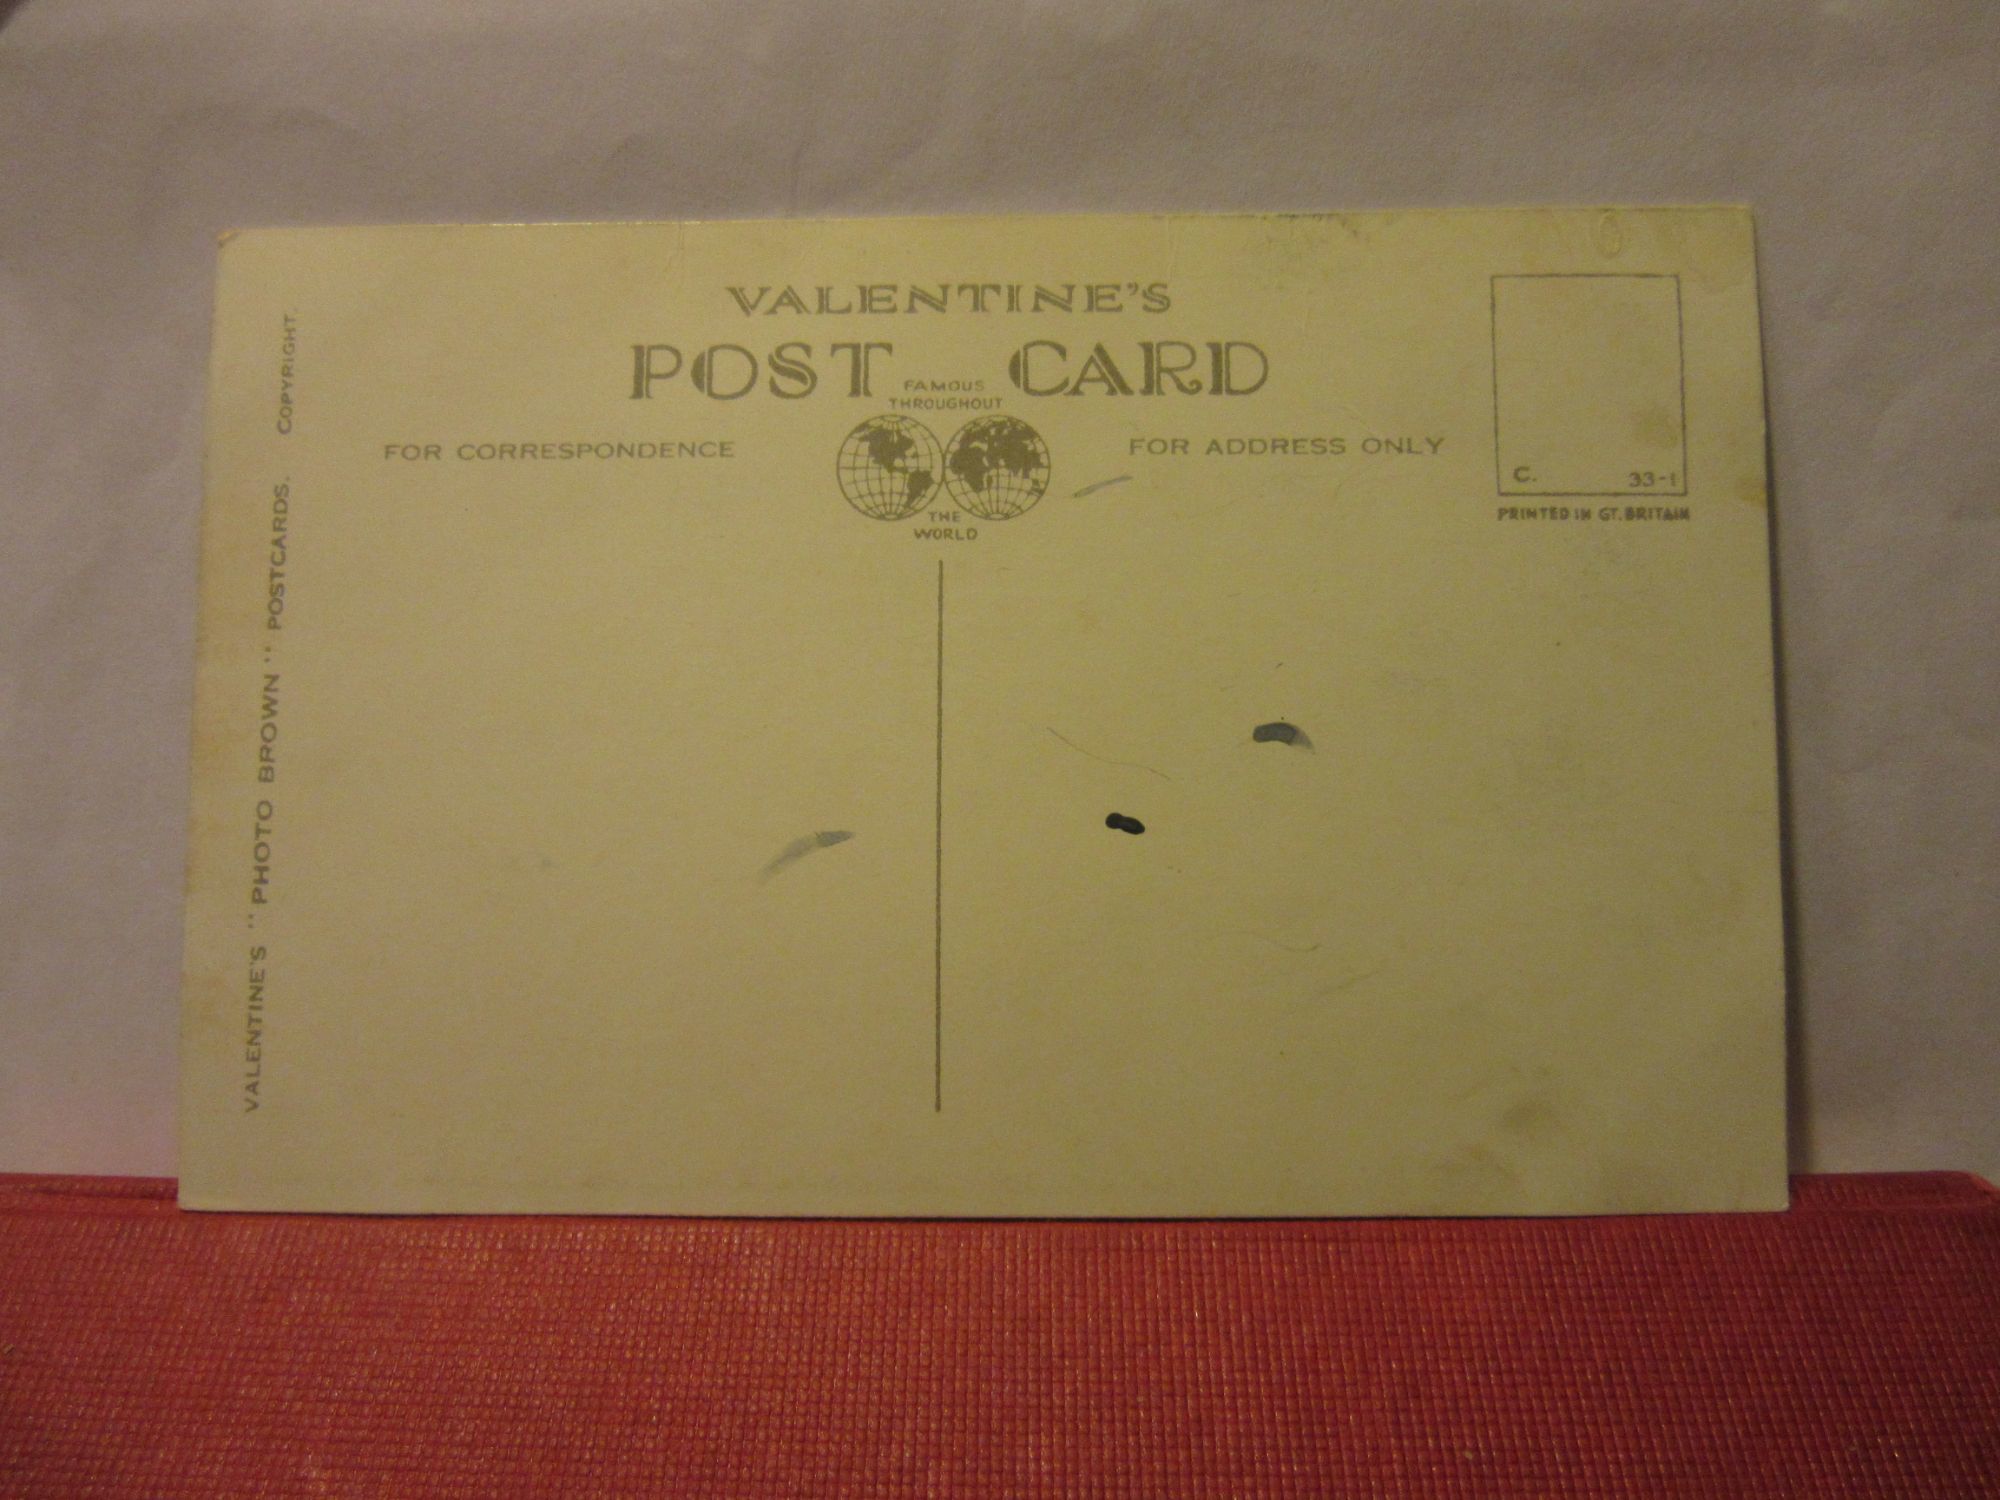 VALENTINE'S
POST CARD
FAMOUS
THROUGHOUT
THE
WORLD
FOR CORRESPONDENCE
FOR ADDRESS ONLY
C. 33-1
PRINTED IN GT. BRITAIN
VALENTINE'S "PHOTO BROWN" POSTCARDS. COPYRIGHT.